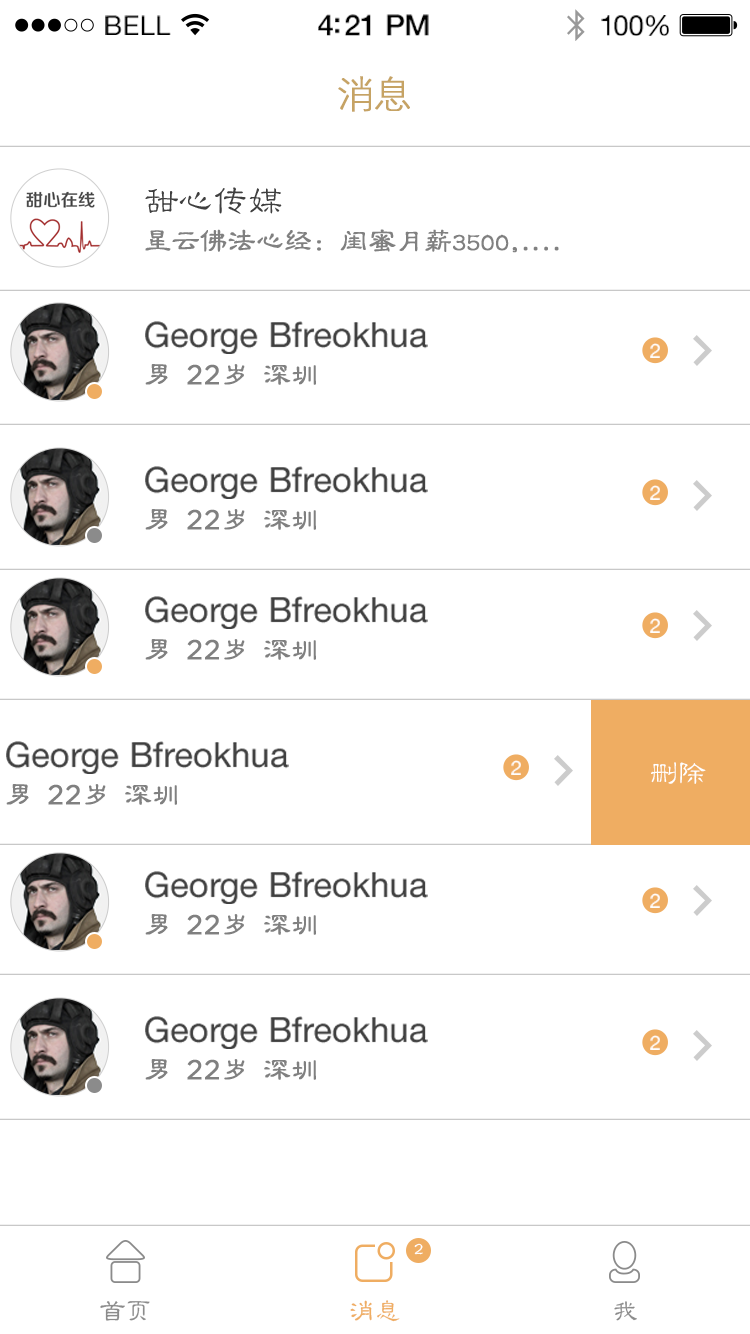 BELL 4:21 PM 100%
消息
甜心在线
甜心传媒
星云佛法心经：闺蜜月薪3500,....
George Bfreokhua
2
男 22岁 深圳
George Bfreokhua
2
男 22岁 深圳
George Bfreokhua
2
男 22岁 深圳
George Bfreokhua
2
男 22岁 深圳
删除
George Bfreokhua
2
男 22岁 深圳
George Bfreokhua
2
男 22岁 深圳
2
首页 消息 我